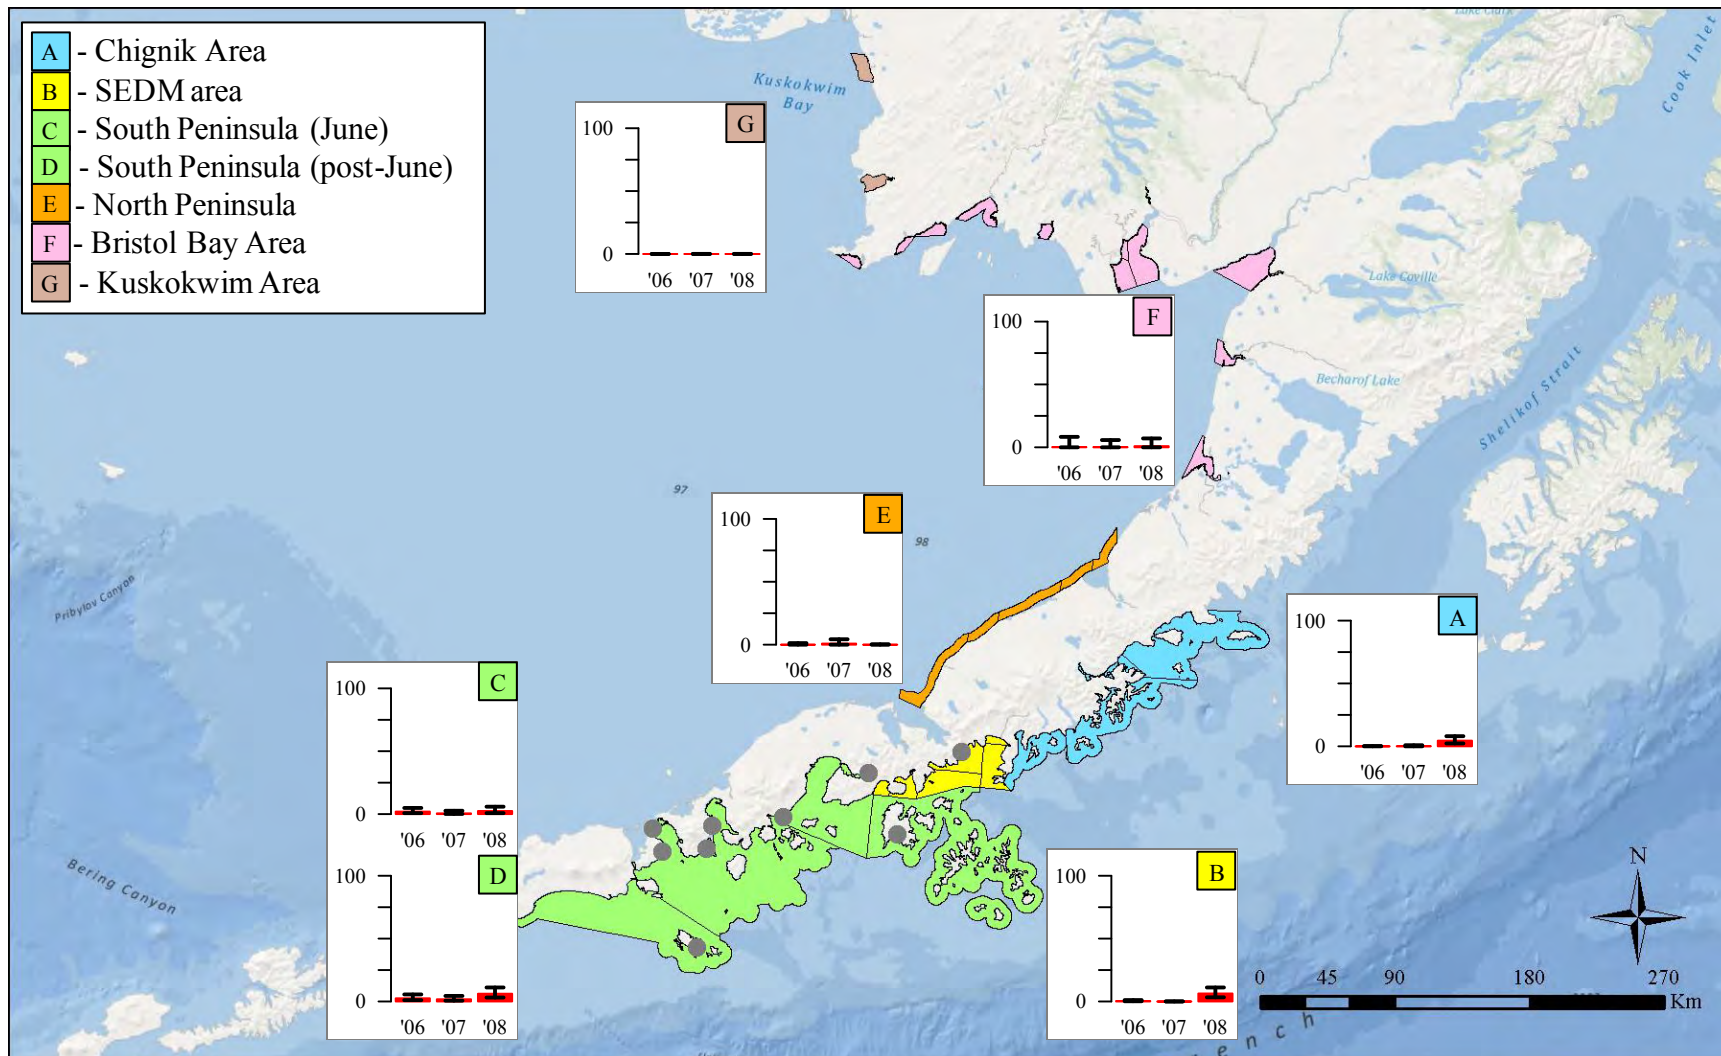 A - Chignik Area
B - SEDM area
C - South Peninsula (June)
D - South Peninsula (post-June)
E - North Peninsula
F - Bristol Bay Area
G - Kuskokwim Area
Kuskokwim
Bay
Lake Clark
Cook Inlet
G
100
0
'06 '07 '08
Lake Coville
F
100
0
'06 '07 '08
Becharof Lake
Shelikof Strait
97
98
E
100
0
'06 '07 '08
Pribylov Canyon
A
100
0
'06 '07 '08
C
100
0
'06 '07 '08
D
100
0
'06 '07 '08
Bering Canyon
B
100
0
'06 '07 '08
N
0 45 90 180 270
Km
ench